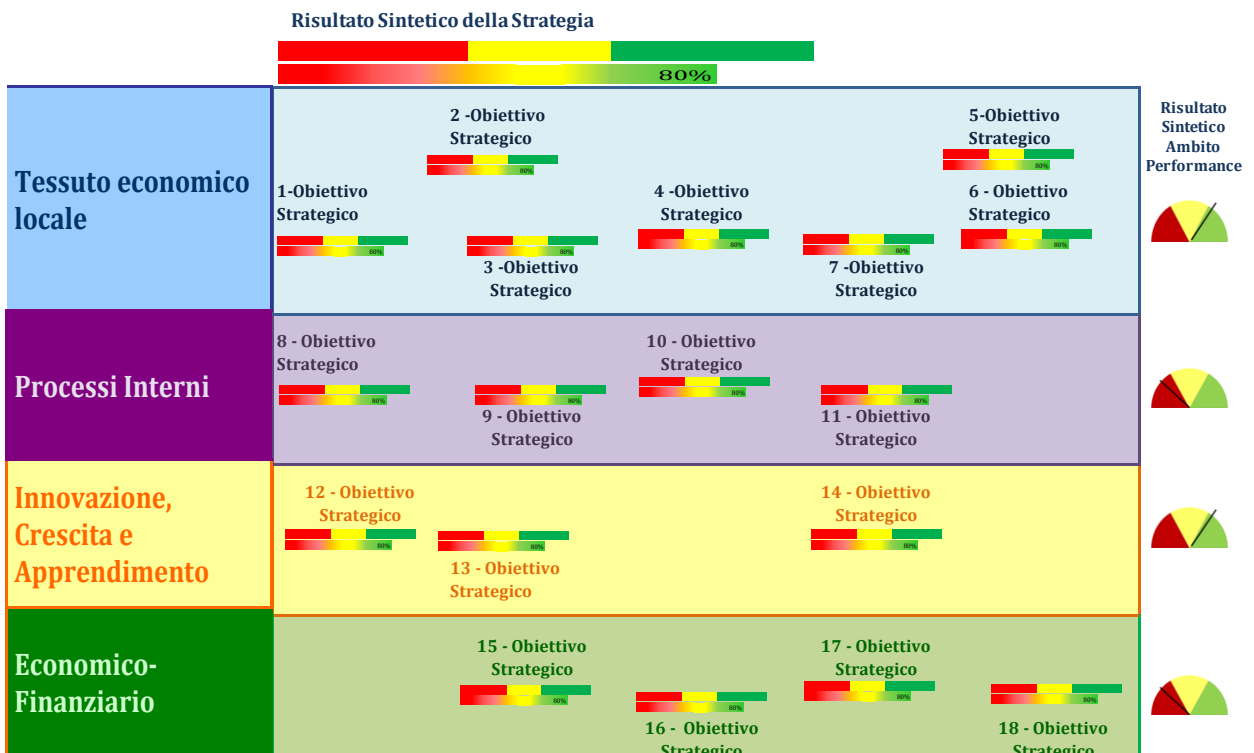 Risultato Sintetico della Strategia
80%
Risultato
Sintetico
Ambito
Performance
Tessuto economico
locale
1-Obiettivo
Strategico
80%
2 -Obiettivo
Strategico
80%
80%
3 -Obiettivo
Strategico
4 -Obiettivo
Strategico
80%
5-Obiettivo
Strategico
80%
6 - Obiettivo
Strategico
80%
80%
7 -Obiettivo
Strategico
Processi Interni
8 - Obiettivo
Strategico
80%
80%
9 - Obiettivo
Strategico
10 - Obiettivo
Strategico
80%
80%
11 - Obiettivo
Strategico
Innovazione,
Crescita e
Apprendimento
12 - Obiettivo
Strategico
80%
80%
13 - Obiettivo
Strategico
14 - Obiettivo
Strategico
80%
Economico-
Finanziario
15 - Obiettivo
Strategico
80%
80%
16 - Obiettivo
Strategico
17 - Obiettivo
Strategico
80%
80%
18 - Obiettivo
Strategico